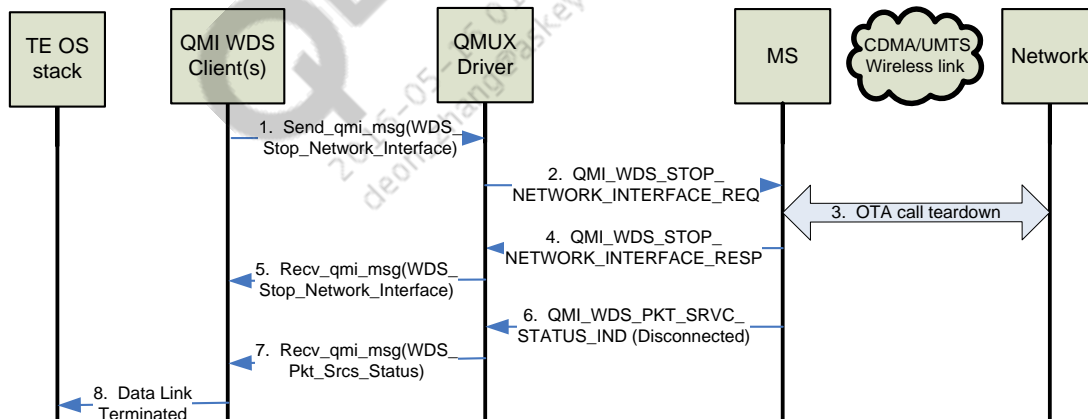 TE OS
stack
QMI WDS
Client(s)
QMUX
Driver
MS
CDMA/UMTS
Wireless link
Network
1. Send_qmi_msg(WDS_
Stop_Network_Interface)
2. QMI_WDS_STOP_
NETWORK_INTERFACE_REQ
3. OTA call teardown
4. QMI_WDS_STOP_
NETWORK_INTERFACE_RESP
5. Recv_qmi_msg(WDS_
Stop_Network_Interface)
6. QMI_WDS_PKT_SRVC_
STATUS_IND (Disconnected)
7. Recv_qmi_msg(WDS_
Pkt_Srcs_Status)
8. Data Link
Terminated